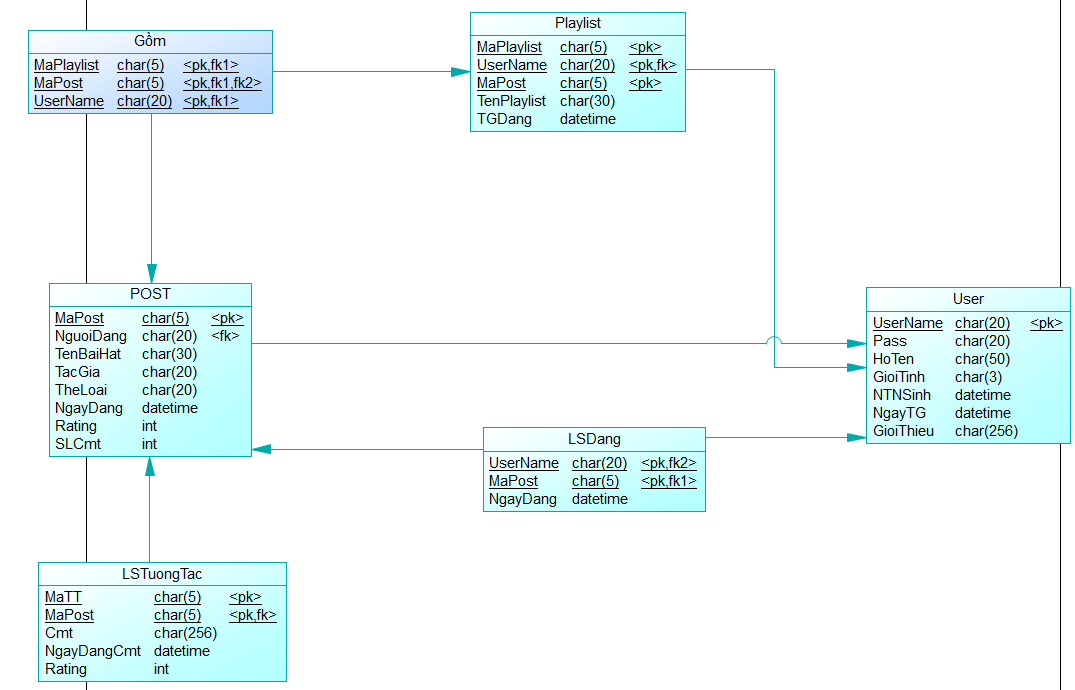 Gồm
MaPlaylist char(5) <pk,fk1>
MaPost char(5) <pk,fk1,fk2>
UserName char(20) <pk,fk1>
Playlist
MaPlaylist char(5) <pk>
UserName char(20) <pk,fk>
MaPost char(5) <pk>
TenPlaylist char(30)
TGDang datetime
POST
MaPost char(5) <pk>
NguoiDang char(20) <fk>
TenBaiHat char(30)
TacGia char(20)
TheLoai char(20)
NgayDang datetime
Rating int
SLCmt int
User
UserName char(20) <pk>
Pass char(20)
HoTen char(50)
GioiTinh char(3)
NTNSinh datetime
NgayTG datetime
GioiThieu char(256)
LSDang
UserName char(20) <pk,fk2>
MaPost char(5) <pk,fk1>
NgayDang datetime
LSTuongTac
MaTT char(5) <pk>
MaPost char(5) <pk,fk>
Cmt char(256)
NgayDangCmt datetime
Rating int